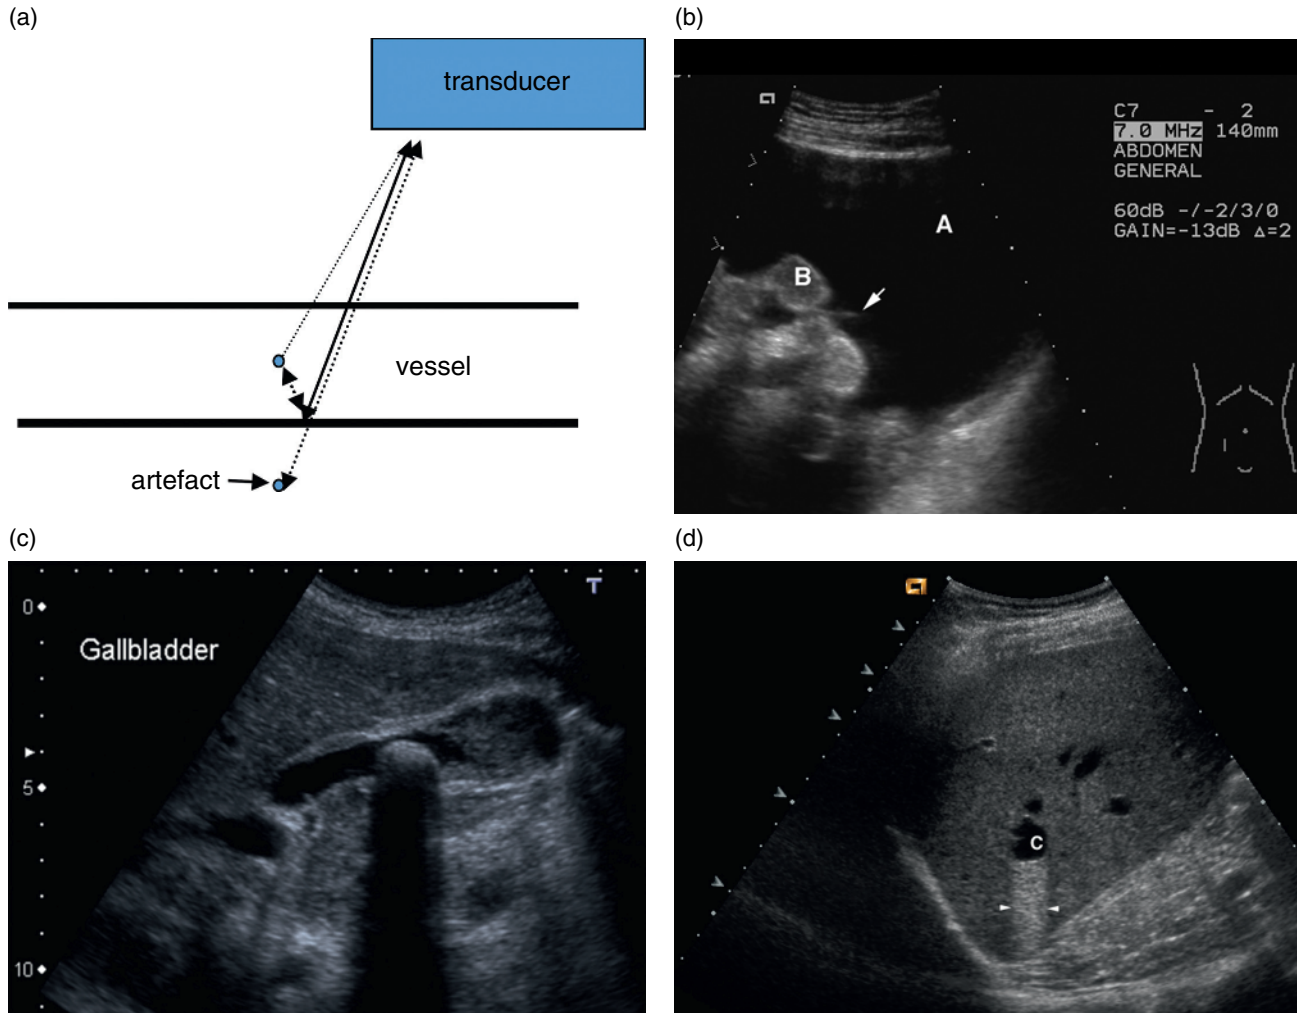 (a)
transducer
vessel
artefact
(b)
C7 - 2
7.0 MHz 140mm
ABDOMEN
GENERAL
60dB -/-2/3/0
GAIN=-13dB Δ=2
A
B
(c)
T
0
Gallbladder
5
10
(d)
C